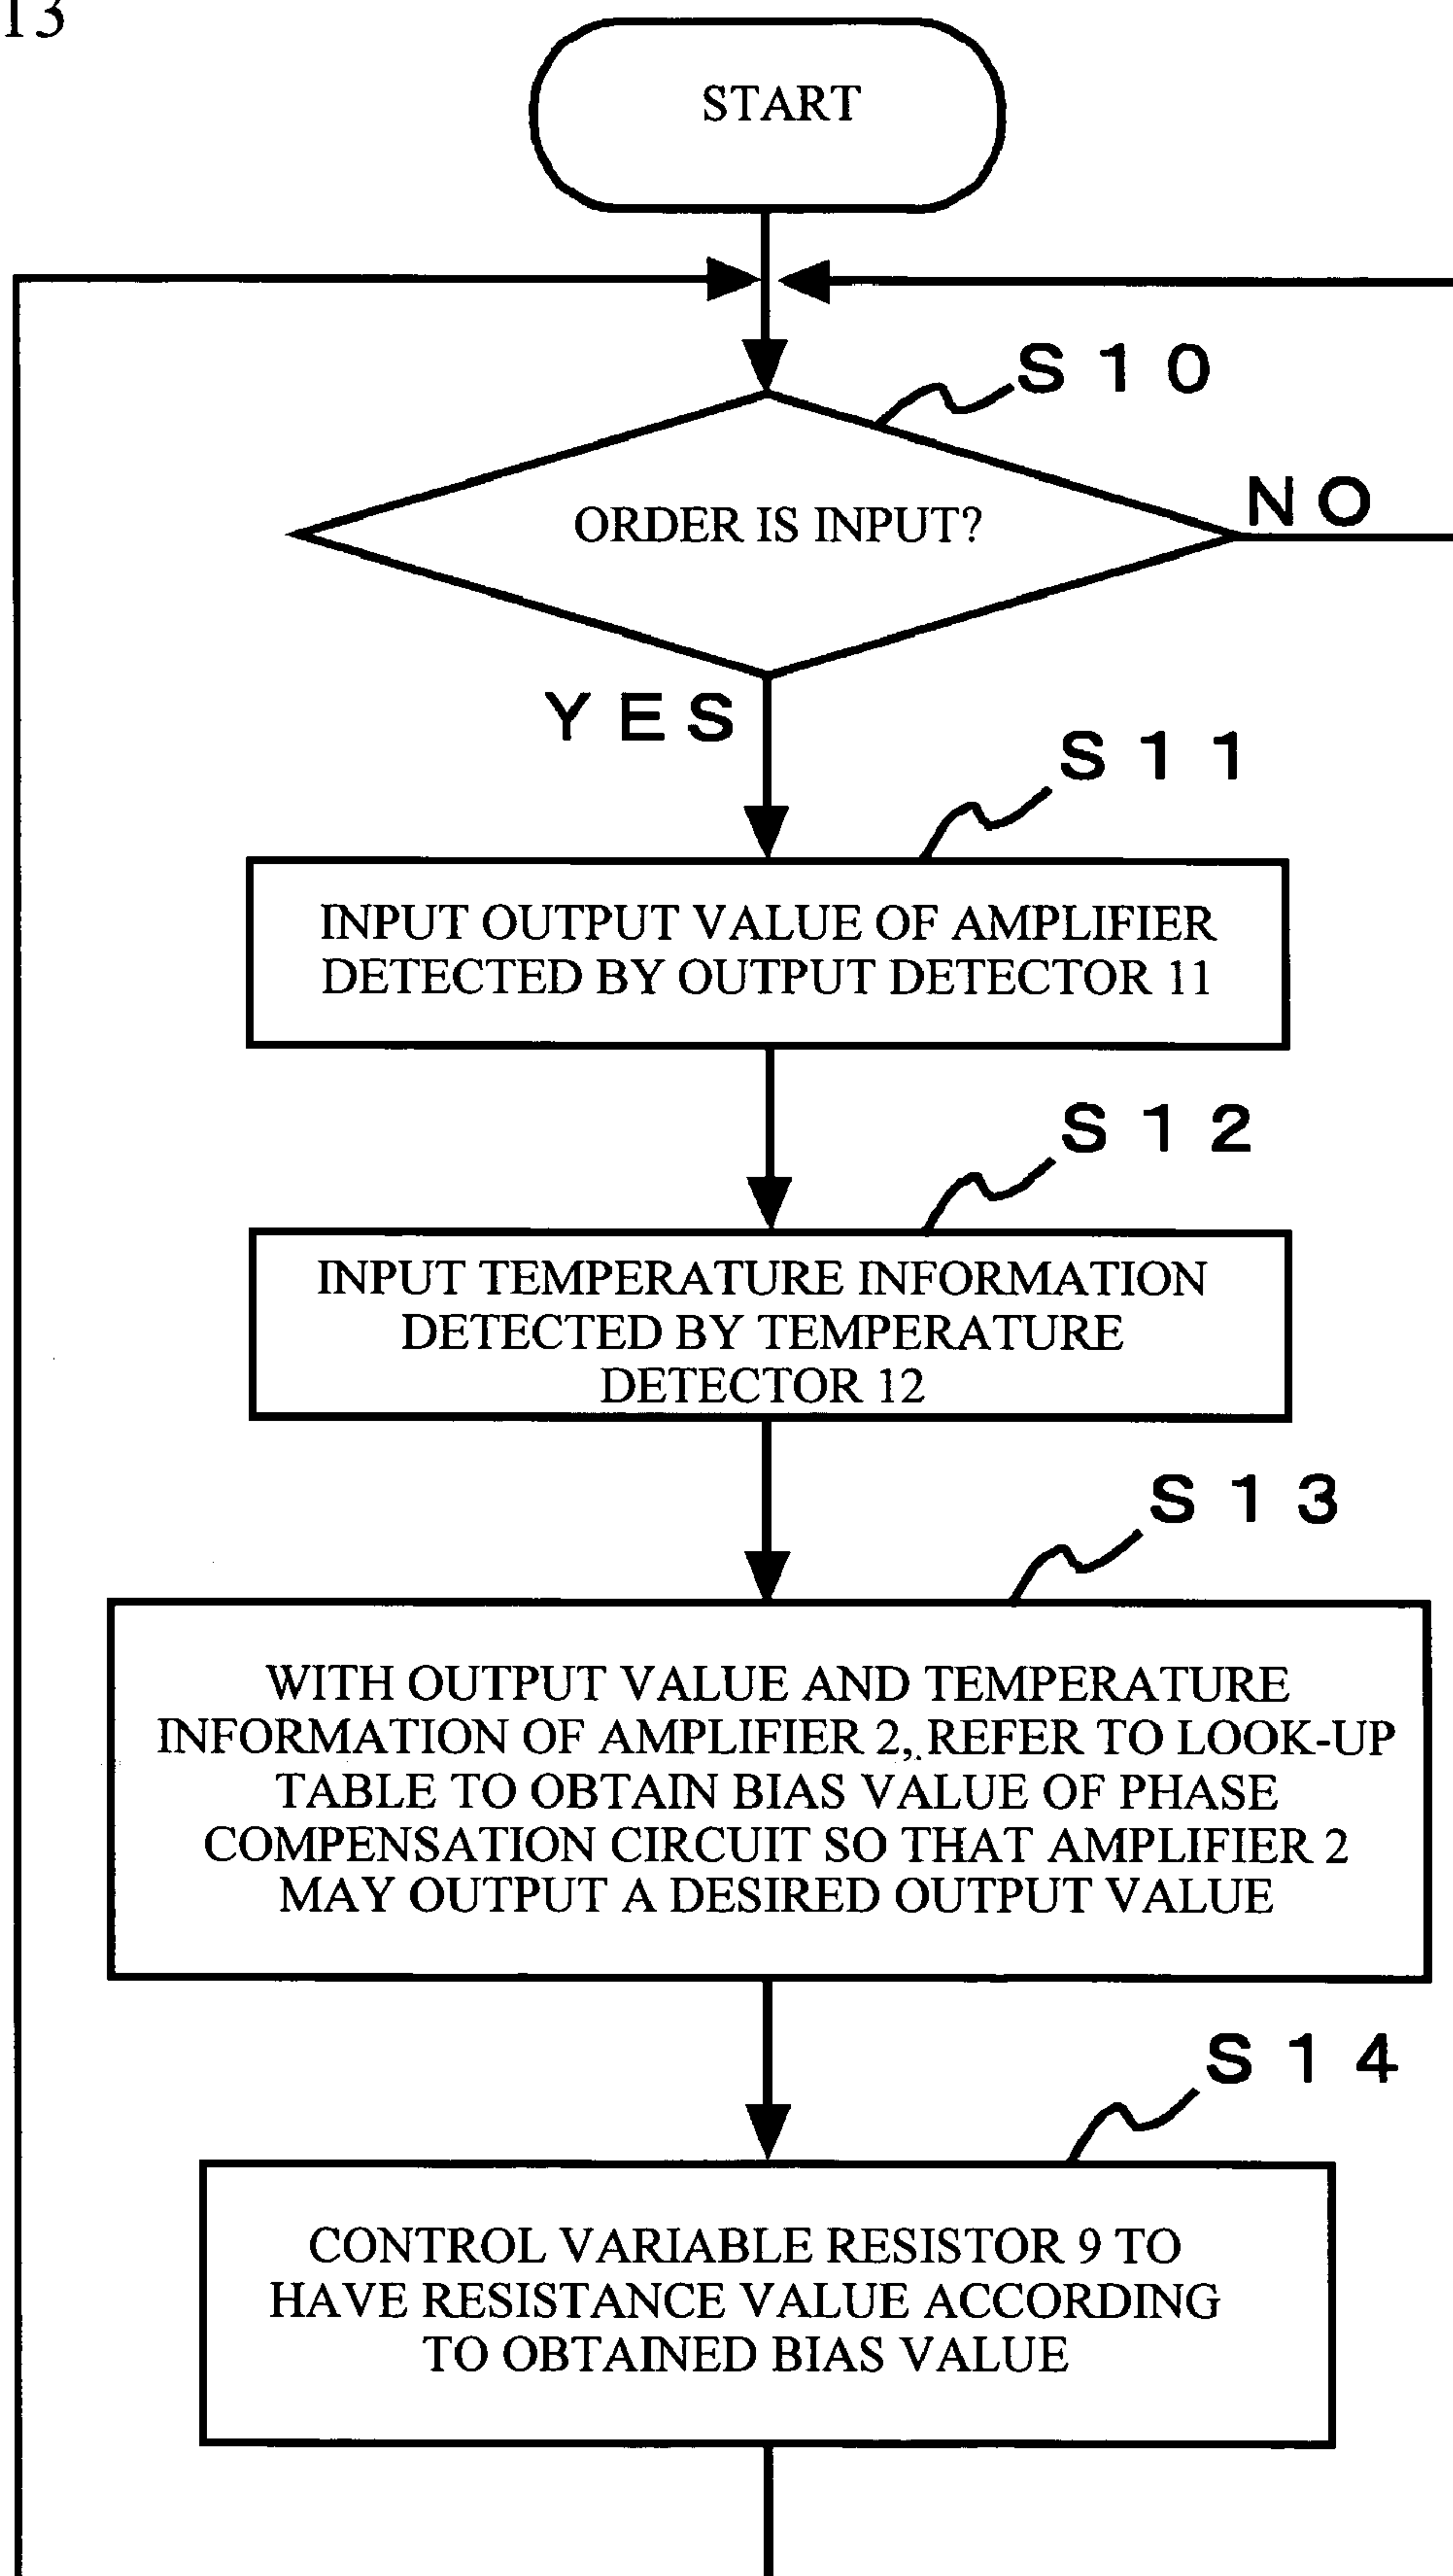 13
START
S10
ORDER IS INPUT?
NO
YES
S11
INPUT OUTPUT VALUE OF AMPLIFIER
DETECTED BY OUTPUT DETECTOR 11
S12
INPUT TEMPERATURE INFORMATION
DETECTED BY TEMPERATURE
DETECTOR 12
S13
WITH OUTPUT VALUE AND TEMPERATURE
INFORMATION OF AMPLIFIER 2, REFER TO LOOK-UP
TABLE TO OBTAIN BIAS VALUE OF PHASE
COMPENSATION CIRCUIT SO THAT AMPLIFIER 2
MAY OUTPUT A DESIRED OUTPUT VALUE
S14
CONTROL VARIABLE RESISTOR 9 TO
HAVE RESISTANCE VALUE ACCORDING
TO OBTAINED BIAS VALUE